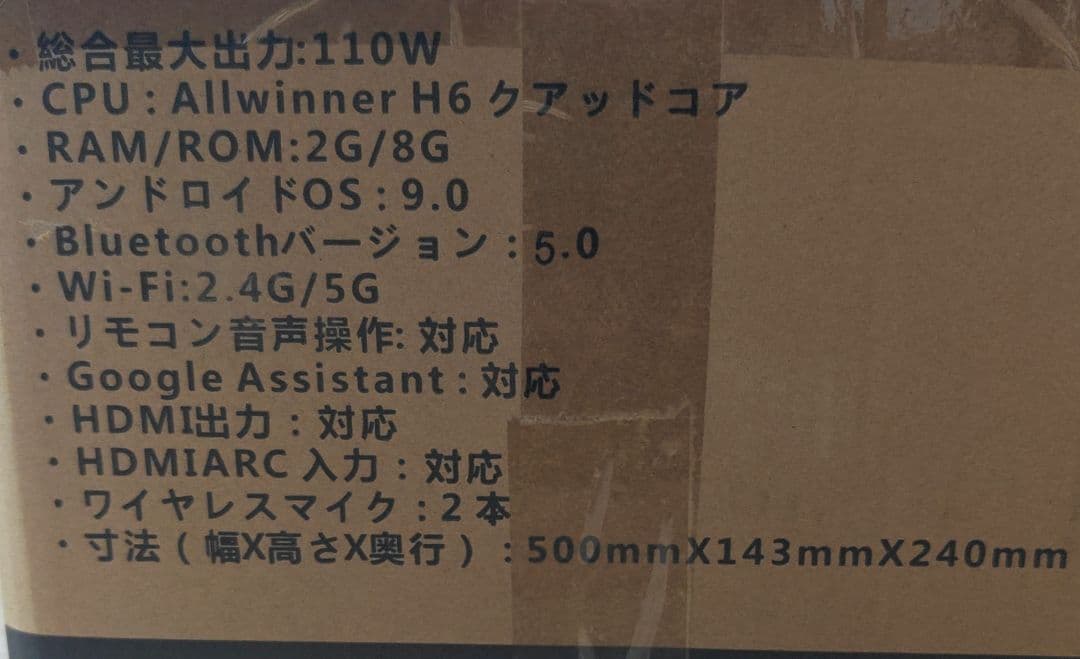 ・総合最大出力:110W
・CPU：Allwinner H6 クアッドコア
・RAM/ROM:2G/8G
・アンドロイドOS：9.0
・Bluetoothバージョン：5.0
・Wi-Fi:2.4G/5G
・リモコン音声操作: 対応
・Google Assistant：対応
・HDMI出力：対応
・HDMIARC 入力：対応
・ワイヤレスマイク：2 本
・寸法（幅X高さX奥行）：500mmX143mmX240mm